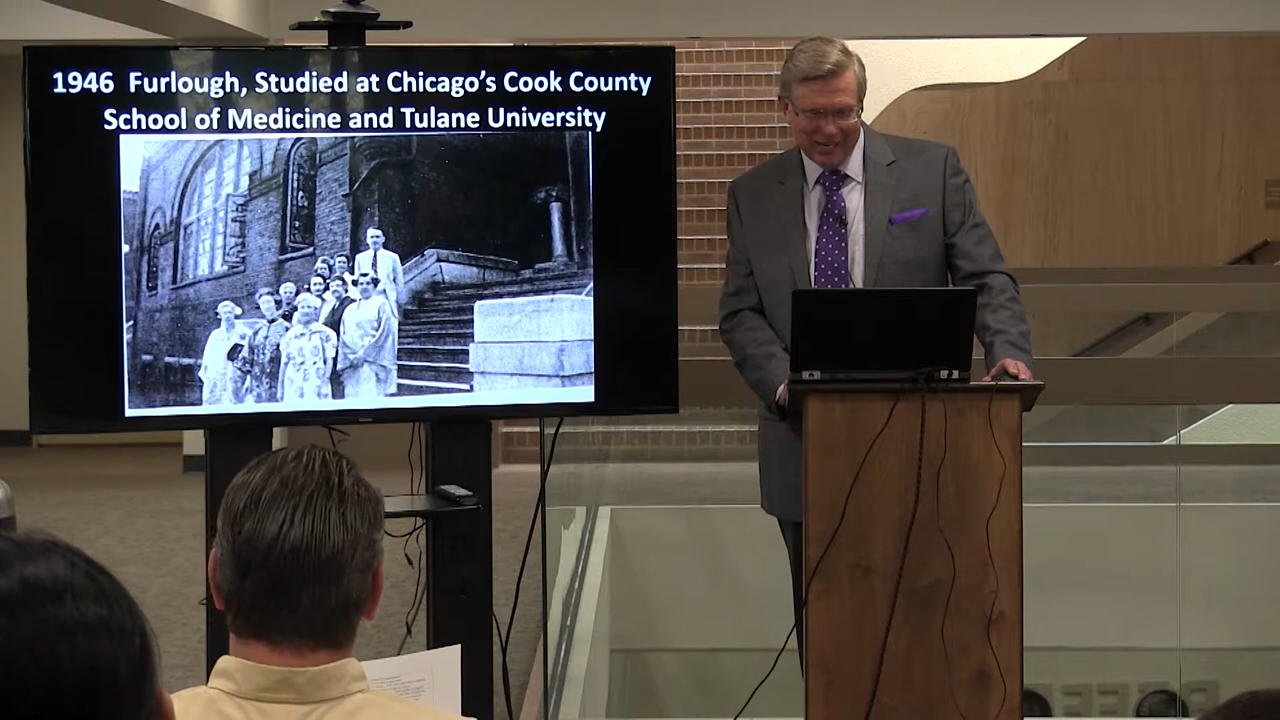 1946 Furlough, Studied at Chicago's Cook County
School of Medicine and Tulane University